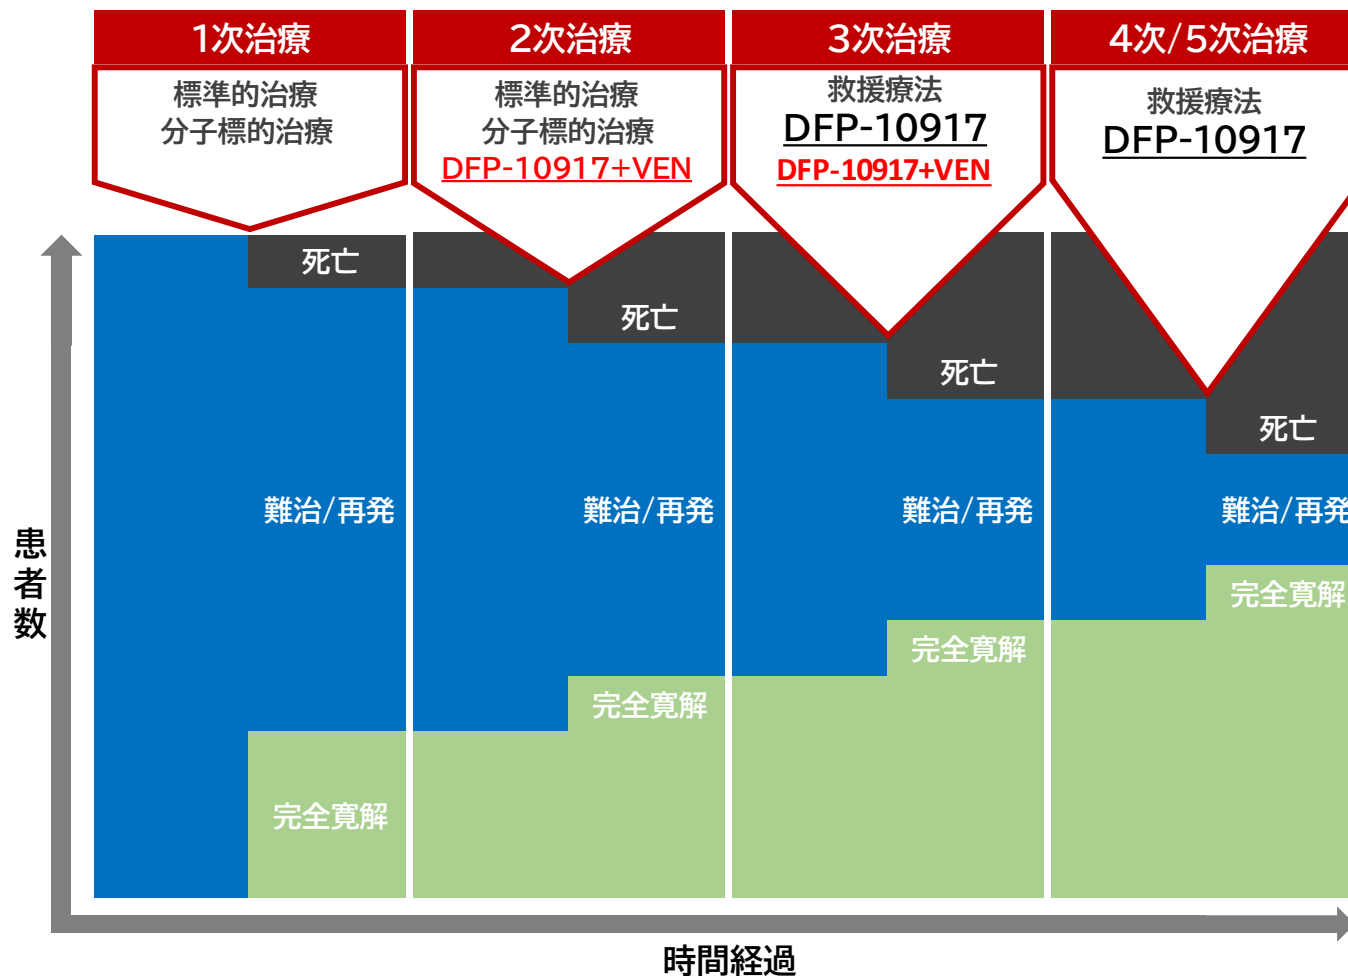 1次治療
2次治療
3次治療
4次/5次治療
標準的治療
分子標的治療
標準的治療
分子標的治療
DFP-10917+VEN
救援療法
DFP-10917
DFP-10917+VEN
救援療法
DFP-10917
死亡
死亡
死亡
死亡
難治/再発
難治/再発
難治/再発
難治/再発
完全寛解
完全寛解
完全寛解
完全寛解
患者数
時間経過